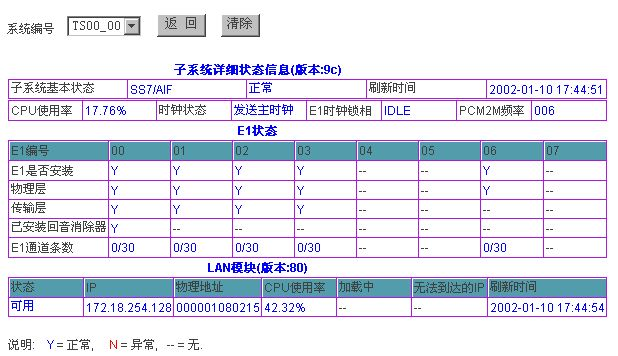 系统编号 TS00_00 返 回 清除
子系统详细状态信息(版本:9c)
子系统基本状态 SS7/AIF 正常 刷新时间 2002-01-10 17:44:51
CPU使用率 17.76% 时钟状态 发送主时钟 E1时钟锁相 IDLE PCM2M频率 006
E1状态
E1编号 00 01 02 03 04 05 06 07
E1是否安装 Y Y Y Y -- -- Y --
物理层 Y Y Y Y -- -- Y --
传输层 Y Y Y Y -- -- -- --
已安装回音消除器 Y -- -- -- -- -- -- --
E1通道条数 0/30 0/30 0/30 0/30 -- -- 0/30 --
LAN模块(版本:80)
状态 IP 物理地址 CPU使用率 加载中 无法到达的IP 刷新时间
可用 172.18.254.128 000001080215 42.32% -- -- 2002-01-10 17:44:54
说明: Y = 正常, N = 异常, -- = 无.